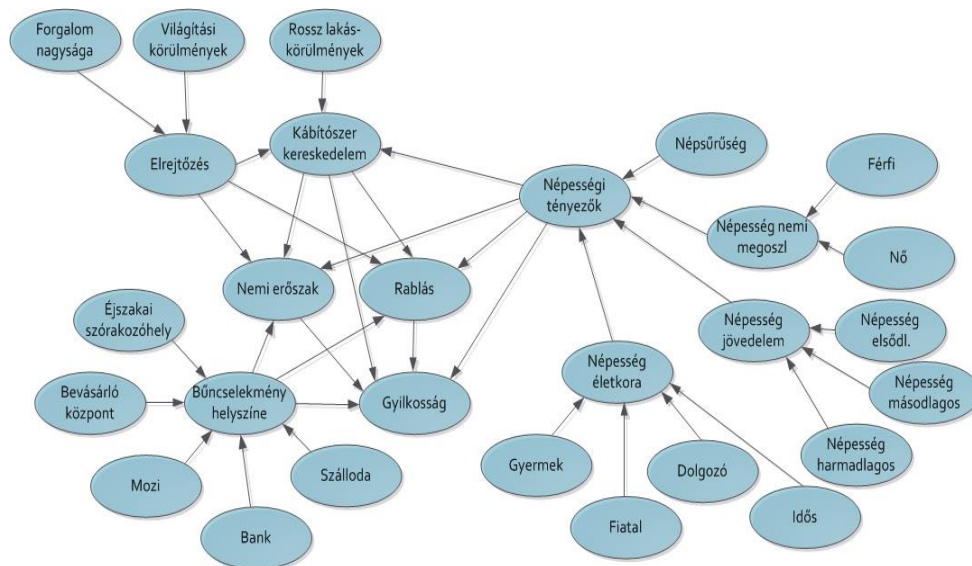 Forgalom
nagysága
Világítási
körülmények
Rossz lakás-
körülmények
Elrejtőzés
Kábítószer
kereskedelem
Népsűrűség
Férfi
Népességi
tényezők
Népesség nemi
megoszl
Nő
Nemi erőszak
Rablás
Éjszakai
szórakozóhely
Népesség
jövedelem
Népesség
elsődl.
Népesség
életkora
Bevásárló
központ
Bűncselekmény
helyszíne
Gyilkosság
Népesség
másodlagos
Mozi
Szálloda
Gyermek
Dolgozó
Népesség
harmadlagos
Bank
Fiatal
Idős